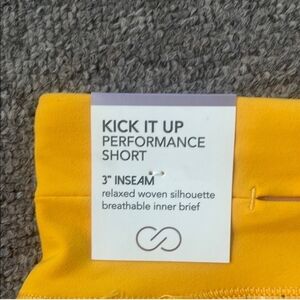 KICK IT UP
PERFORMANCE
SHORT
3" INSEAM
relaxed woven silhouette
breathable inner brief